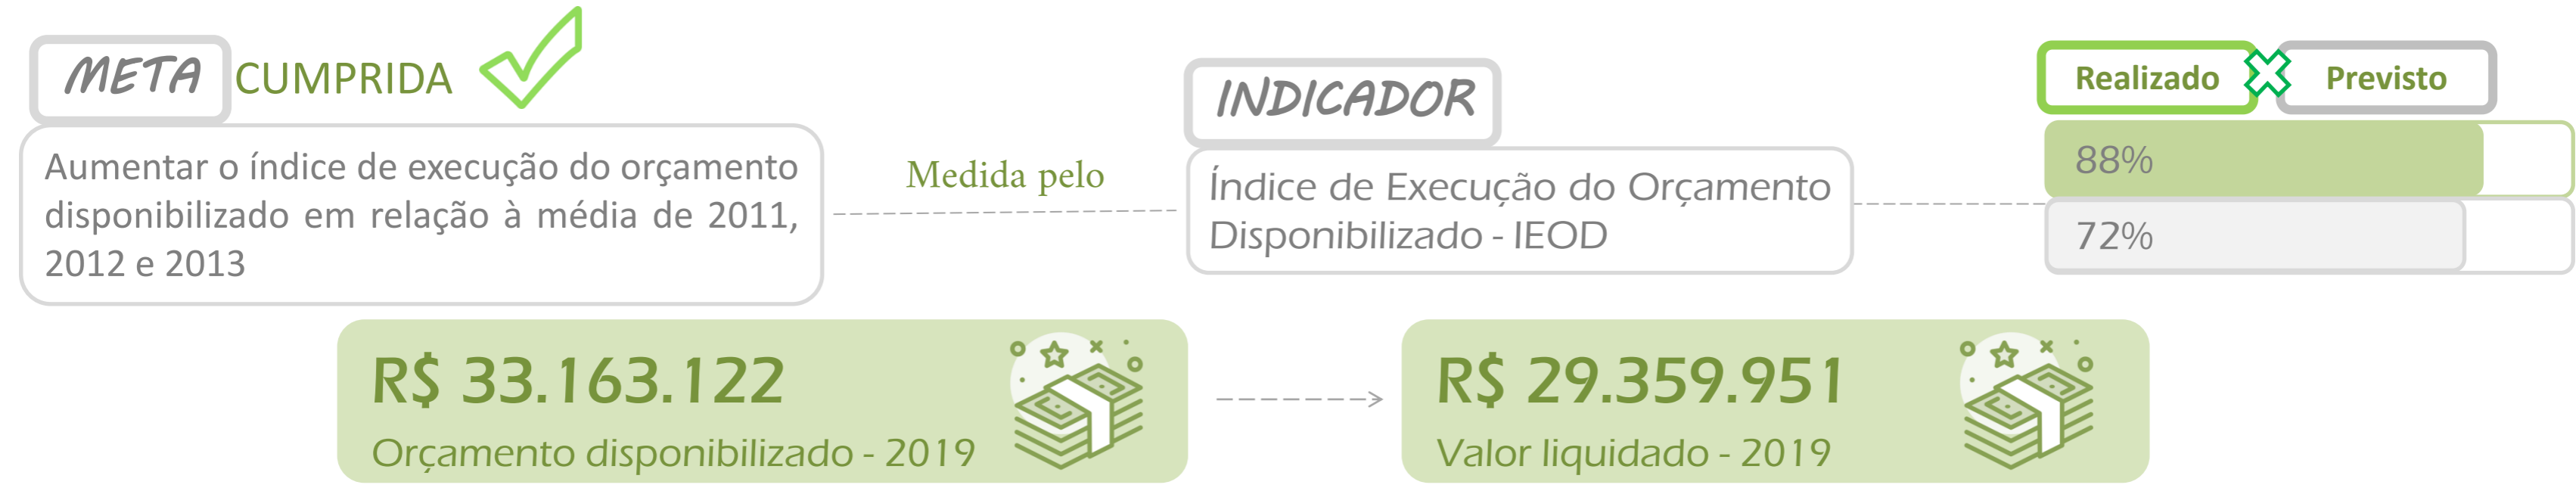 META CUMPRIDA
Aumentar o índice de execução do orçamento
disponibilizado em relação à média de 2011,
2012 e 2013
Medida pelo
INDICADOR
Índice de Execução do Orçamento
Disponibilizado - IEOD
Realizado Previsto
88%
72%
R$ 33.163.122
Orçamento disponibilizado - 2019
R$ 29.359.951
Valor liquidado - 2019